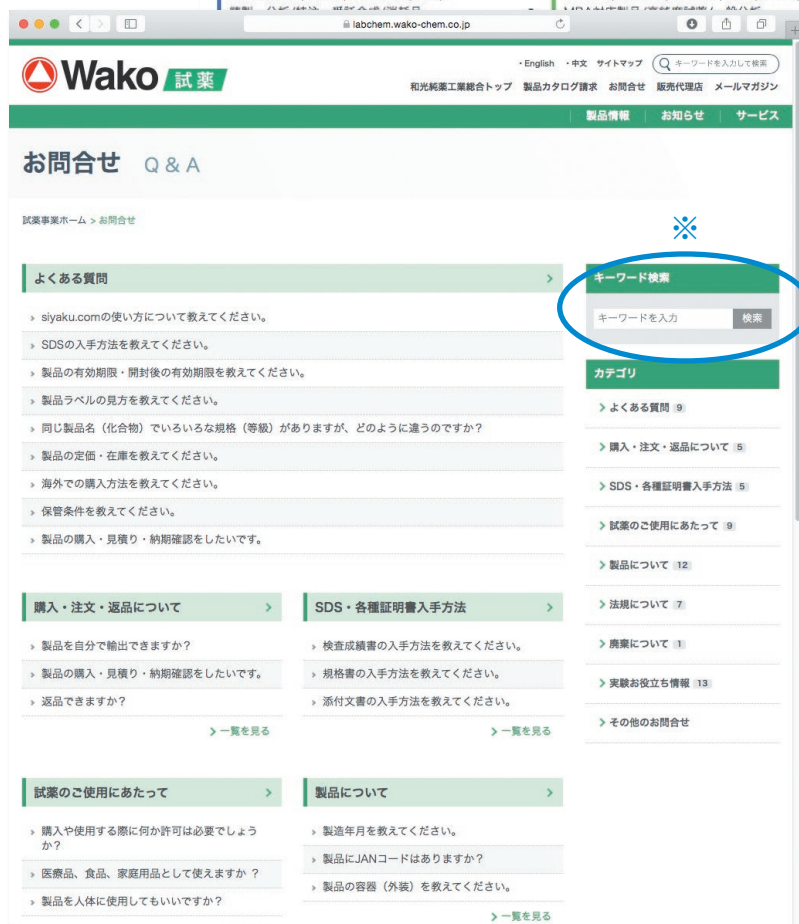 labchem.wako-chem.co.jp
・English ・中文 サイトマップ キーワードを入力して検索
Wako 試薬
和光純薬工業総合トップ 製品カタログ請求 お問合せ 販売代理店 メールマガジン
製品情報 お知らせ サービス
お問合せ Q & A
試薬事業ホーム > お問合せ
※
よくある質問
siyaku.comの使い方について教えてください。
SDSの入手方法を教えてください。
製品の有効期限・開封後の有効期限を教えてください。
製品ラベルの見方を教えてください。
同じ製品名（化合物）でいろいろな規格（等級）がありますが、どのように違うのですか？
製品の定価・在庫を教えてください。
海外での購入方法を教えてください。
保管条件を教えてください。
製品の購入・見積り・納期確認をしたいです。
キーワード検索
キーワードを入力 検索
カテゴリ
よくある質問 9
購入・注文・返品について 5
SDS・各種証明書入手方法 5
試薬のご使用にあたって 9
製品について 12
法規について 7
廃棄について 1
実験お役立ち情報 13
その他のお問合せ
購入・注文・返品について
製品を自分で輸出できますか？
製品の購入・見積り・納期確認をしたいです。
返品できますか？
一覧を見る
SDS・各種証明書入手方法
検査成績書の入手方法を教えてください。
規格書の入手方法を教えてください。
添付文書の入手方法を教えてください。
一覧を見る
試薬のご使用にあたって
購入や使用する際に何か許可は必要でしょう
か？
医療品、食品、家庭用品として使えますか ？
製品を人体に使用してもいいですか？
製品について
製造年月を教えてください。
製品にJANコードはありますか？
製品の容器（外装）を教えてください。
一覧を見る